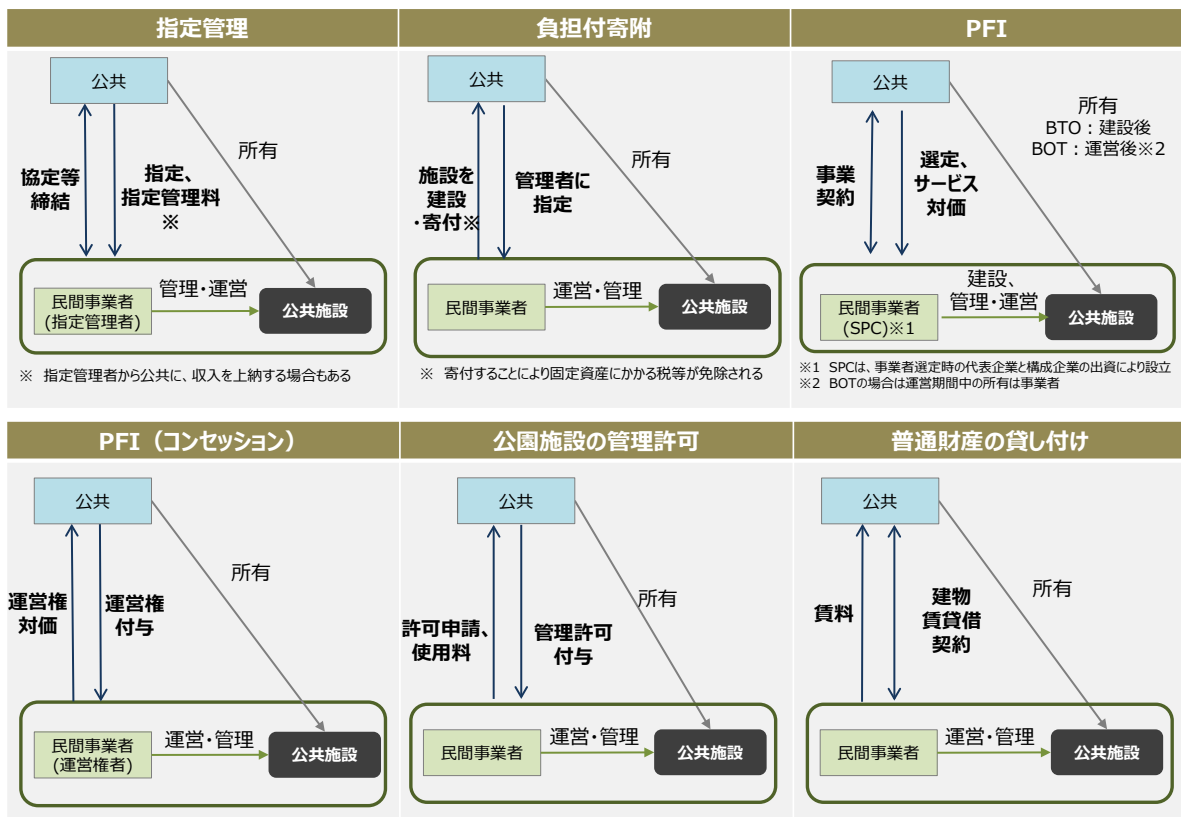 指定管理
公共
所有
協定等
締結
指定、
指定管理料
※
管理・運営
民間事業者
(指定管理者)
公共施設
※ 指定管理者から公共に、収入を上納する場合もある
負担付寄附
公共
所有
施設を
建設
・寄付※
管理者に
指定
運営・管理
民間事業者
公共施設
※ 寄付することにより固定資産にかかる税等が免除される
PFI
公共
所有
BTO：建設後
BOT：運営後※2
事業
契約
選定、
サービス
対価
建設、
管理・運営
民間事業者
(SPC)※1
公共施設
※1 SPCは、事業者選定時の代表企業と構成企業の出資により設立
※2 BOTの場合は運営期間中の所有は事業者
PFI（コンセッション）
公共
所有
運営権
対価
運営権
付与
運営・管理
民間事業者
(運営権者)
公共施設
公園施設の管理許可
公共
所有
許可申請、
使用料
管理許可
付与
運営・管理
民間事業者
公共施設
普通財産の貸し付け
公共
所有
賃料
建物
賃貸借
契約
運営・管理
民間事業者
公共施設